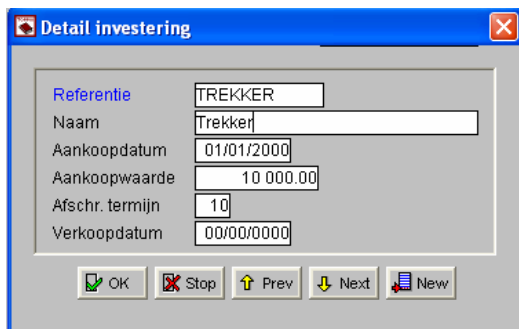 Detail investering
Referentie TREKKER
Naam Trekker
Aankoopdatum 01/01/2000
Aankoopwaarde 10 000.00
Afschr. termijn 10
Verkoopdatum 00/00/0000
OK Stop Prev Next New